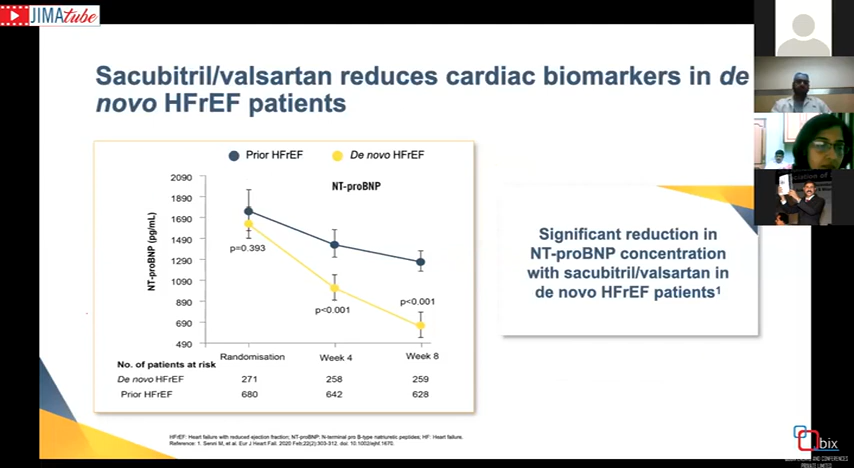 JIMAtube
Sacubitril/valsartan reduces cardiac biomarkers in de
novo HFrEF patients
Prior HFrEF
De novo HFrEF
NT-proBNP
NT-proBNP (pg/mL)
2090
1890
1690
1490
1290
1090
890
690
490
p=0.393
p<0.001
p<0.001
Randomisation
Week 4
Week 8
No. of patients at risk
De novo HFrEF 271 258 259
Prior HFrEF 680 642 628
Significant reduction in
NT-proBNP concentration
with sacubitril/valsartan in
de novo HFrEF patients¹
HFrEF: Heart failure with reduced ejection fraction; NT-proBNP: N-terminal pro B-type natriuretic peptides; HF: Heart failure.
Reference: 1. Senni M, et al. Eur J Heart Fail. 2020 Feb;22(2):303-312. doi: 10.1002/ejhf.1670.
Qbix
AND CONFERENCES
PRIVATE LIMITED